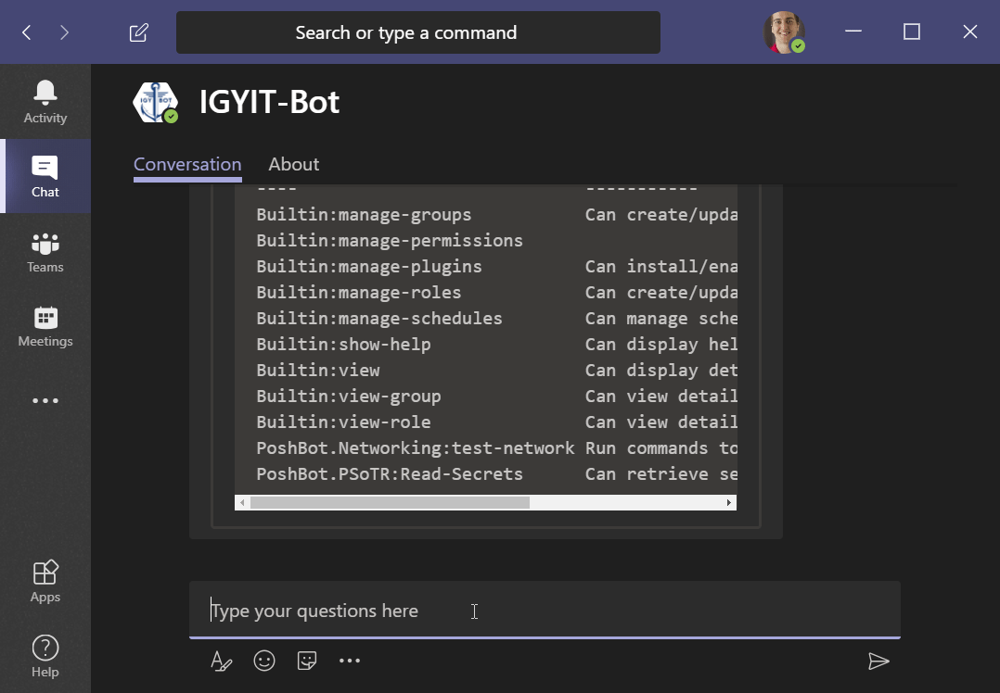 Search or type a command
Activity
Chat
Teams
Meetings
Apps
Help
IGY BOT
IGYIT-Bot
Conversation About
---- -----------
Builtin:manage-groups Can create/upda
Builtin:manage-permissions
Builtin:manage-plugins Can install/ena
Builtin:manage-roles Can create/upda
Builtin:manage-schedules Can manage sche
Builtin:show-help Can display hel
Builtin:view Can display det
Builtin:view-group Can view detail
Builtin:view-role Can view detail
PoshBot.Networking:test-network Run commands to
PoshBot.PSoTR:Read-Secrets Can retrieve se
Type your questions here